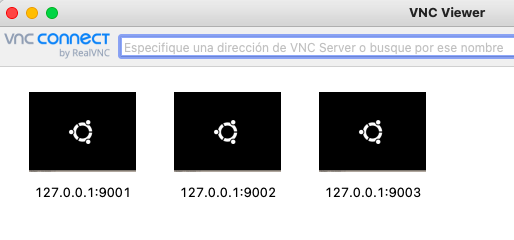 VNC Viewer
vnc connect
by RealVNC
Especifique una dirección de VNC Server o busque por ese nombre
127.0.0.1:9001
127.0.0.1:9002
127.0.0.1:9003